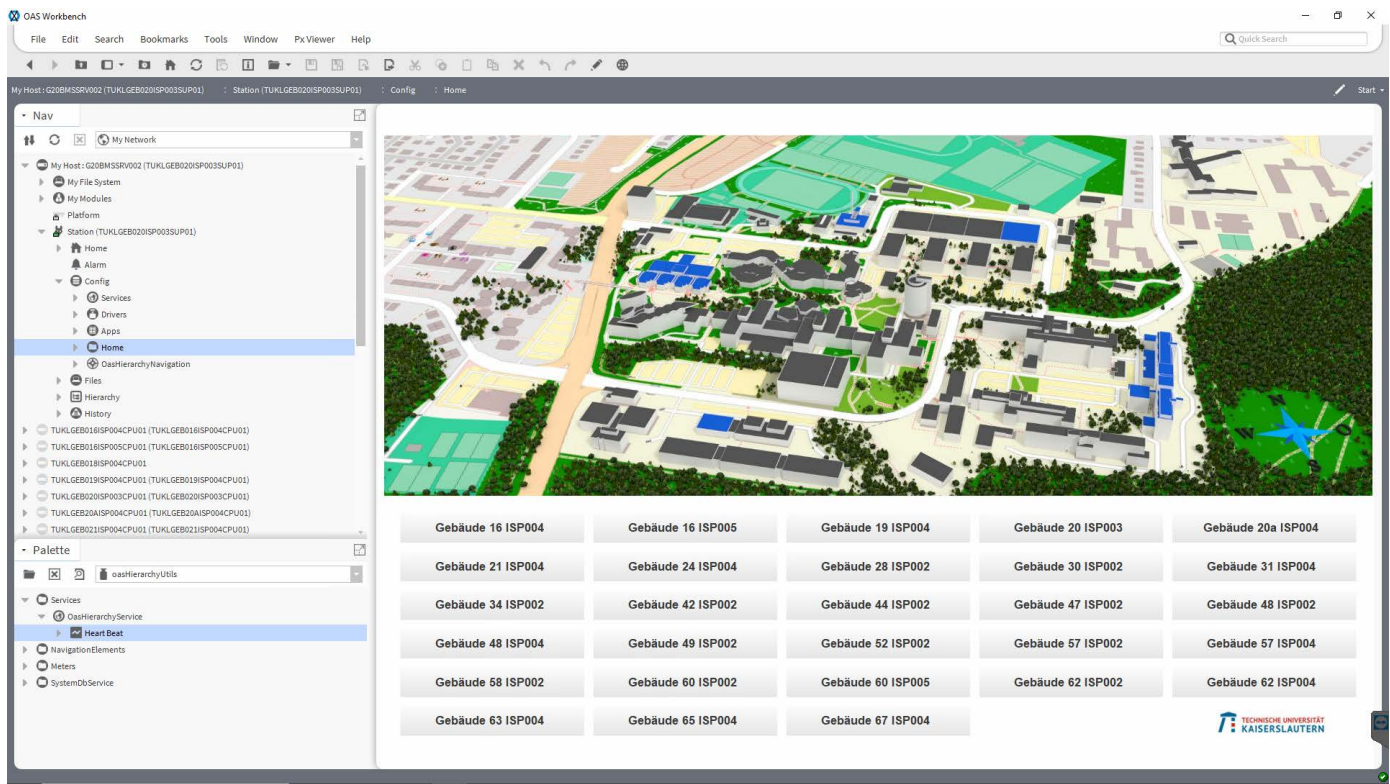 OAS Workbench
File Edit Search Bookmarks Tools Window Px Viewer Help
Quick Search
My Host : G20BMSSRV002 (TUKLGEB020ISP003SUP01) : Station (TUKLGEB020ISP003SUP01) : Config : Home
Start
Nav
My Network
My Host : G20BMSSRV002 (TUKLGEB020ISP003SUP01)
My File System
My Modules
Platform
Station (TUKLGEB020ISP003SUP01)
Home
Alarm
Config
Services
Drivers
Apps
Home
OasHierarchyNavigation
Files
Hierarchy
History
TUKLGEB016ISP004CPU01 (TUKLGEB016ISP004CPU01)
TUKLGEB016ISP005CPU01 (TUKLGEB016ISP005CPU01)
TUKLGEB018ISP004CPU01
TUKLGEB019ISP004CPU01 (TUKLGEB019ISP004CPU01)
TUKLGEB020ISP003CPU01 (TUKLGEB020ISP003CPU01)
TUKLGEB20AISP004CPU01 (TUKLGEB20AISP004CPU01)
TUKLGEB021ISP004CPU01 (TUKLGEB021ISP004CPU01)
Palette
oasHierarchyUtils
Services
OasHierarchyService
Heart Beat
NavigationElements
Meters
SystemDbService
N
W
O
S
Gebäude 16 ISP004 Gebäude 16 ISP005 Gebäude 19 ISP004 Gebäude 20 ISP003 Gebäude 20a ISP004
Gebäude 21 ISP004 Gebäude 24 ISP004 Gebäude 28 ISP002 Gebäude 30 ISP002 Gebäude 31 ISP004
Gebäude 34 ISP002 Gebäude 42 ISP002 Gebäude 44 ISP002 Gebäude 47 ISP002 Gebäude 48 ISP002
Gebäude 48 ISP004 Gebäude 49 ISP002 Gebäude 52 ISP002 Gebäude 57 ISP002 Gebäude 57 ISP004
Gebäude 58 ISP002 Gebäude 60 ISP002 Gebäude 60 ISP005 Gebäude 62 ISP002 Gebäude 62 ISP004
Gebäude 63 ISP004 Gebäude 65 ISP004 Gebäude 67 ISP004
TECHNISCHE UNIVERSITÄT
KAISERSLAUTERN